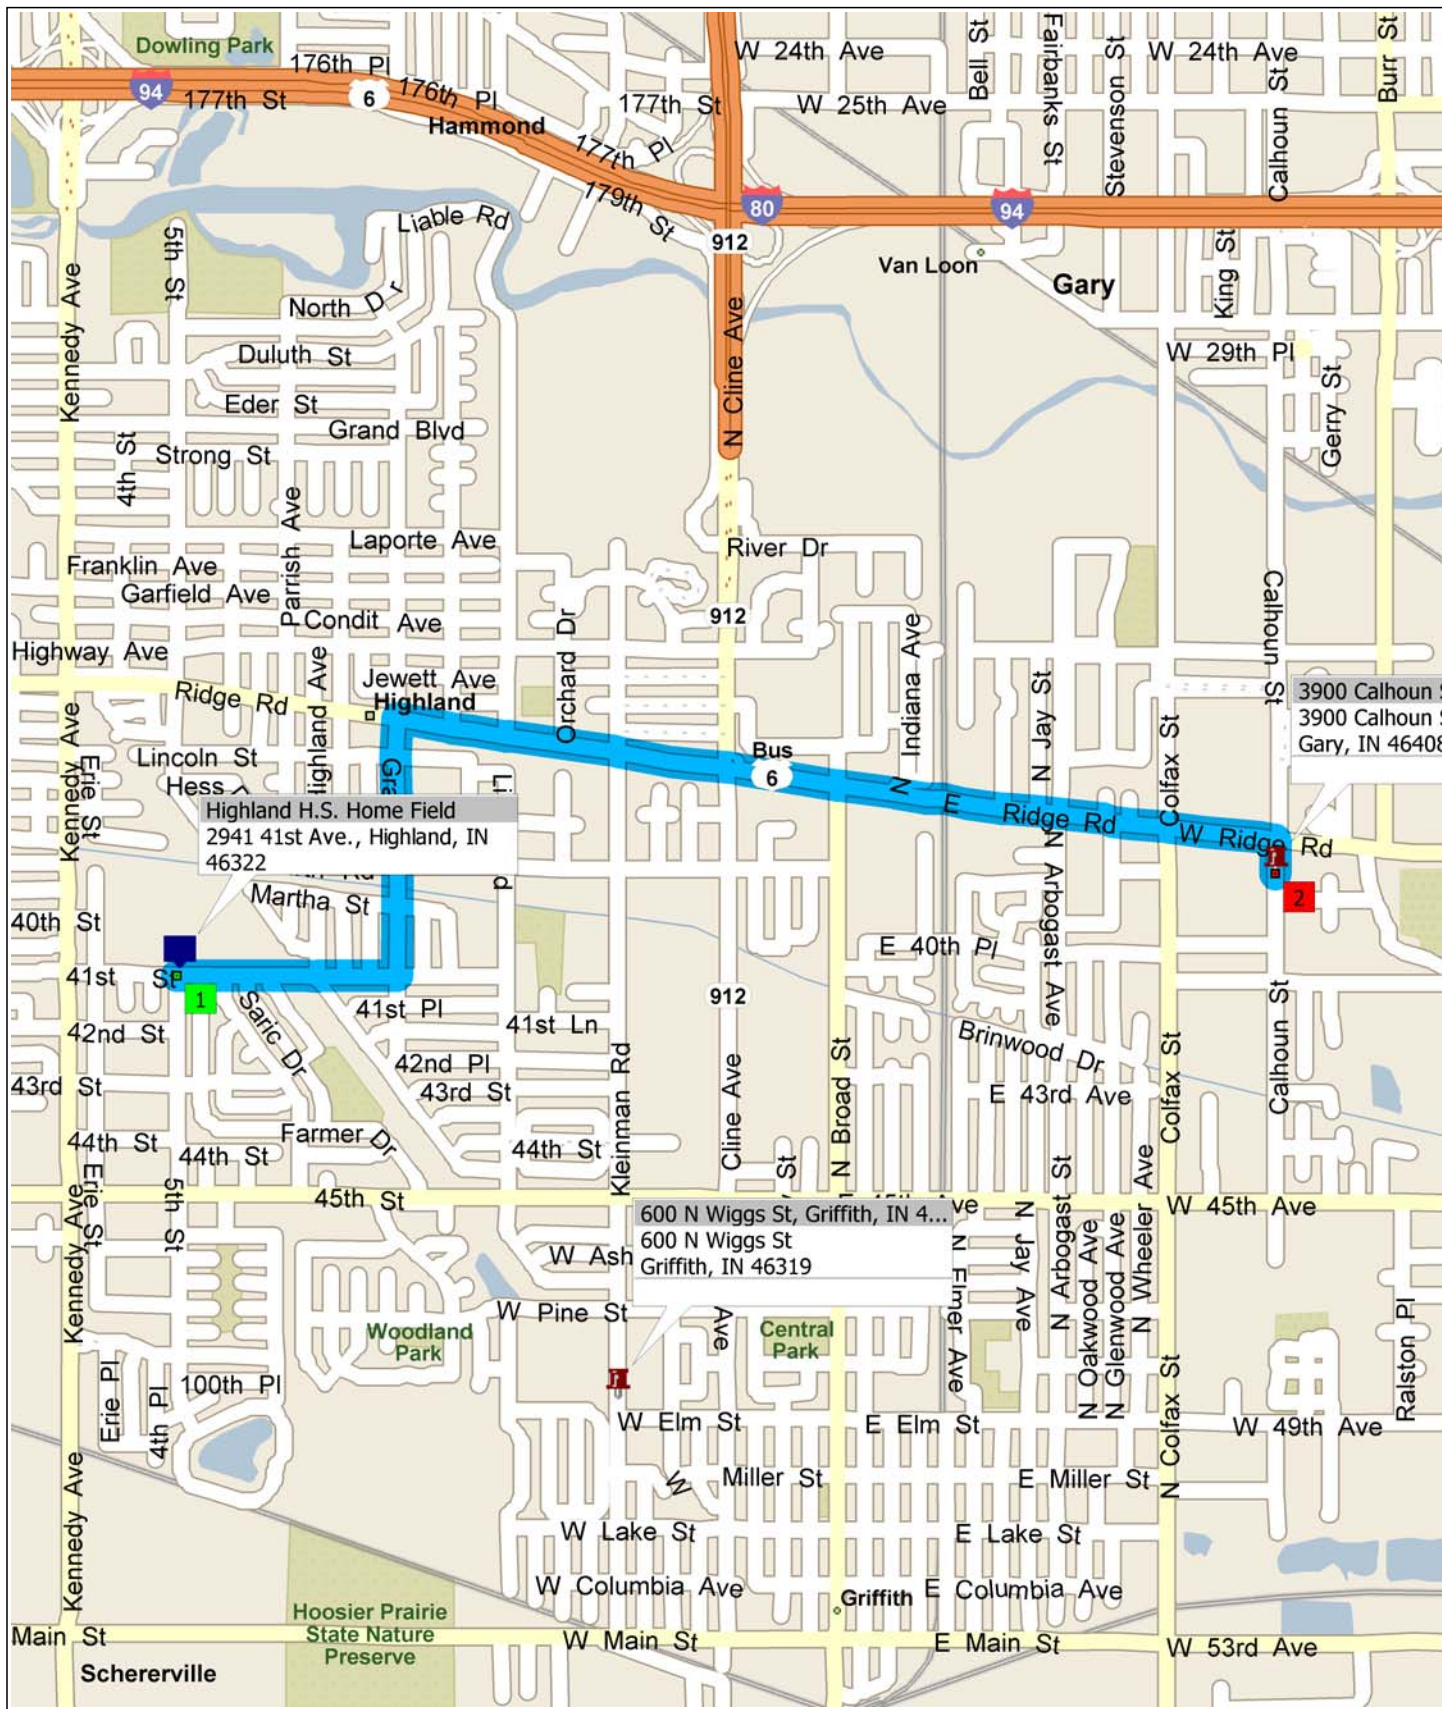 Dowling Park
176th Pl
94
177th St
6
176th Pl
Hammond
177th St
177th Pl
179th St
W 24th Ave
W 25th Ave
Bell St
Fairbanks St
Stevenson St
W 24th Ave
Calhoun St
Burr St
80
94
912
Liable Rd
5th St
Van Loon
Gary
King St
Kennedy Ave
North Dr
N Cline Ave
Duluth St
W 29th Pl
Eder St
Grand Blvd
Gerry St
4th St
Strong St
Parrish Ave
Laporte Ave
River Dr
Franklin Ave
Garfield Ave
Condit Ave
912
Orchard Dr
Indiana Ave
Calhoun St
Highway Ave
Highland Ave
Jewett Ave
Ridge Rd
Highland
N Jay St
3900 Calhoun S
3900 Calhoun S
Gary, IN 46408
Kennedy Ave
Erie St
Lincoln St
Hess
Gra
Bus
6
N
E
Ridge Rd
Colfax St
W Ridge Rd
Highland H.S. Home Field
2941 41st Ave., Highland, IN
46322
Martha St
N Arbogast Ave
2
40th St
E 40th Pl
41st St
1
41st Pl
912
41st Ln
42nd St
Saric Dr
42nd Pl
Brinwood Dr
43rd St
43rd St
Kleinman Rd
Cline Ave
N Broad St
E 43rd Ave
Colfax St
Calhoun St
44th St
44th St
Farmer Dr
44th St
St
Erie St
5th St
45th St
45th Ave
W 45th Ave
600 N Wiggs St, Griffith, IN 4...
600 N Wiggs St
Griffith, IN 46319
W Ash
W Pine St
Ave
Kennedy Ave
Woodland
Park
Central
Park
N Elmer Ave
N Jay Ave
N Arbogast St
N Oakwood Ave
N Glenwood Ave
N Wheeler Ave
Ralston Pl
Erie Pl
4th Pl
100th Pl
W Elm St
E Elm St
W 49th Ave
N Colfax St
Kennedy Ave
W
Miller St
E Miller St
W Lake St
E Lake St
W Columbia Ave
Griffith
E Columbia Ave
Hoosier Prairie
State Nature
Preserve
Main St
W Main St
E Main St
W 53rd Ave
Schererville